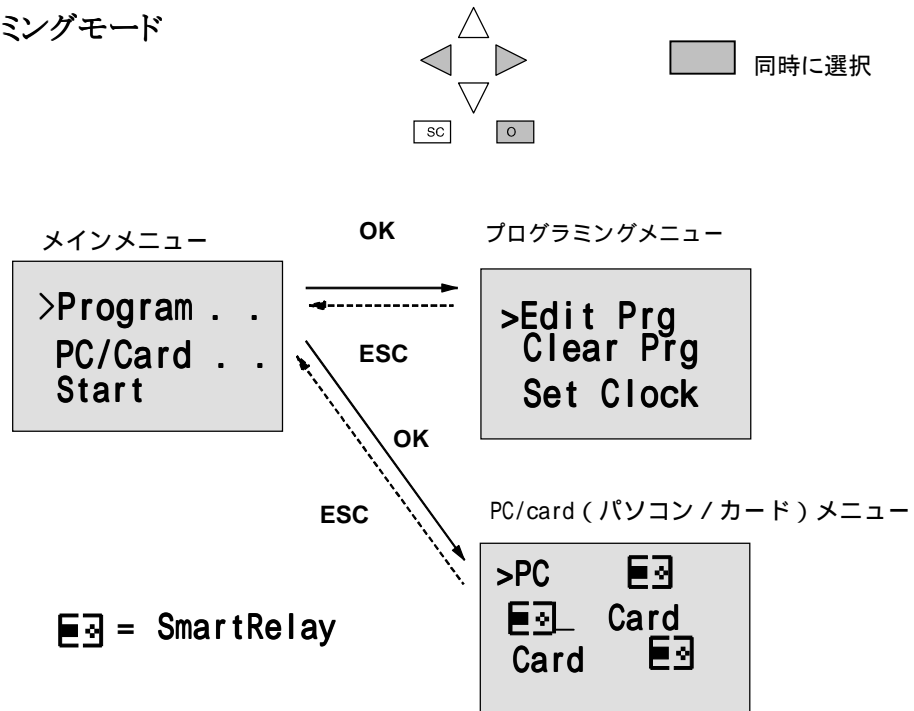 ミングモード
同時に選択
SC
O
メインメニュー
OK
プログラミングメニュー
>Program . .
PC/Card . .
Start
ESC
>Edit Prg
Clear Prg
Set Clock
OK
ESC
PC/card ( パソコン / カード ) メニュー
>PC
_ Card
Card
= SmartRelay